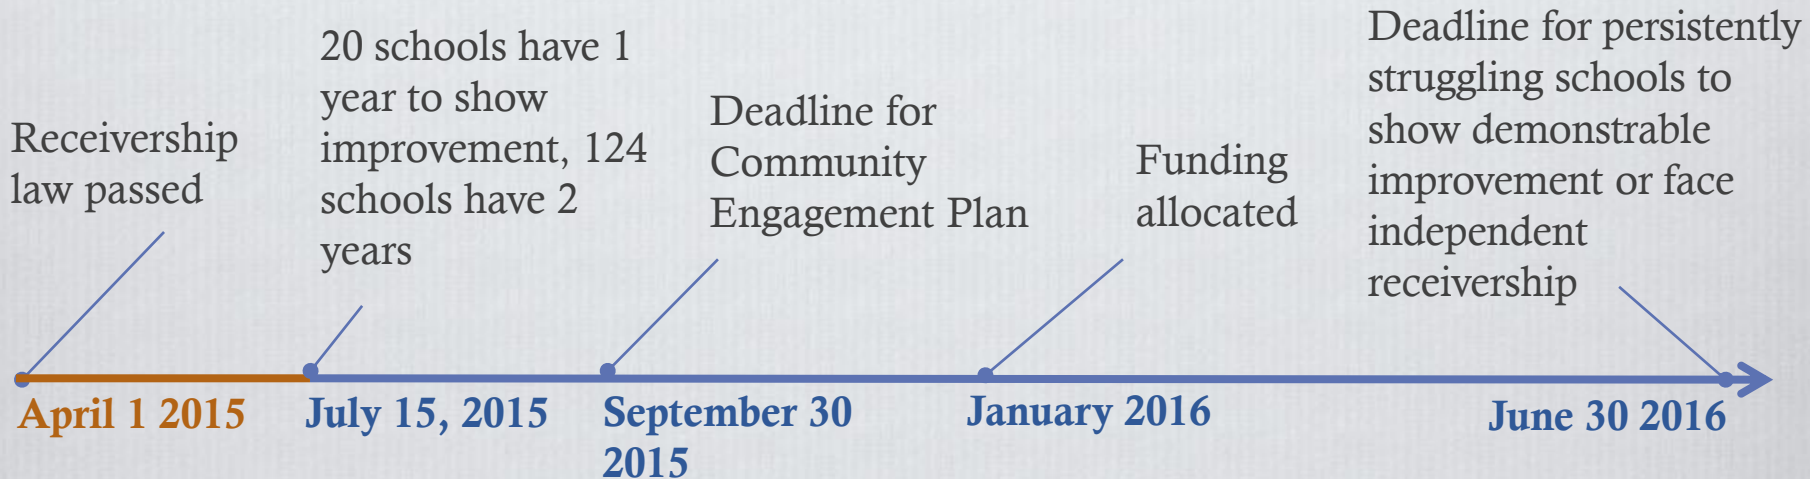 Receivership
law passed
20 schools have 1
year to show
improvement, 124
schools have 2
years
Deadline for
Community
Engagement Plan
Funding
allocated
Deadline for persistently
struggling schools to
show demonstrable
improvement or face
independent
receivership
April 1 2015
July 15, 2015
September 30
2015
January 2016
June 30 2016